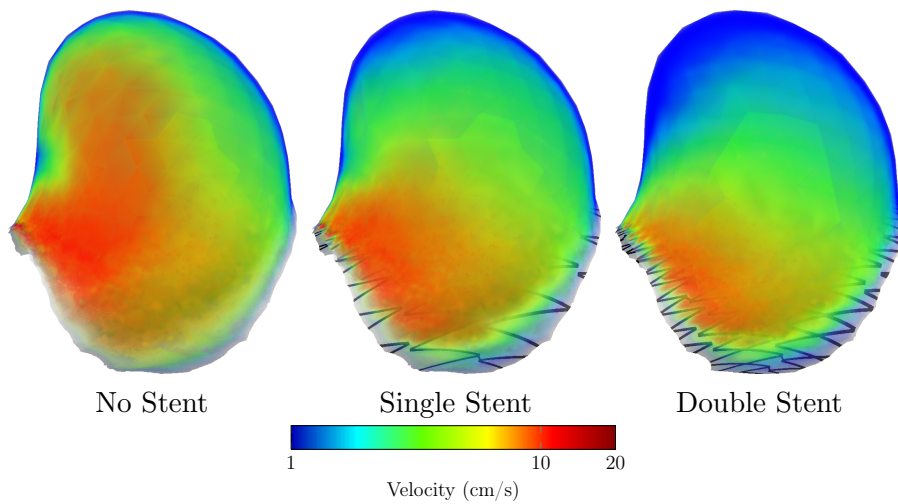 No Stent
Single Stent
Double Stent
1
10
20
Velocity (cm/s)